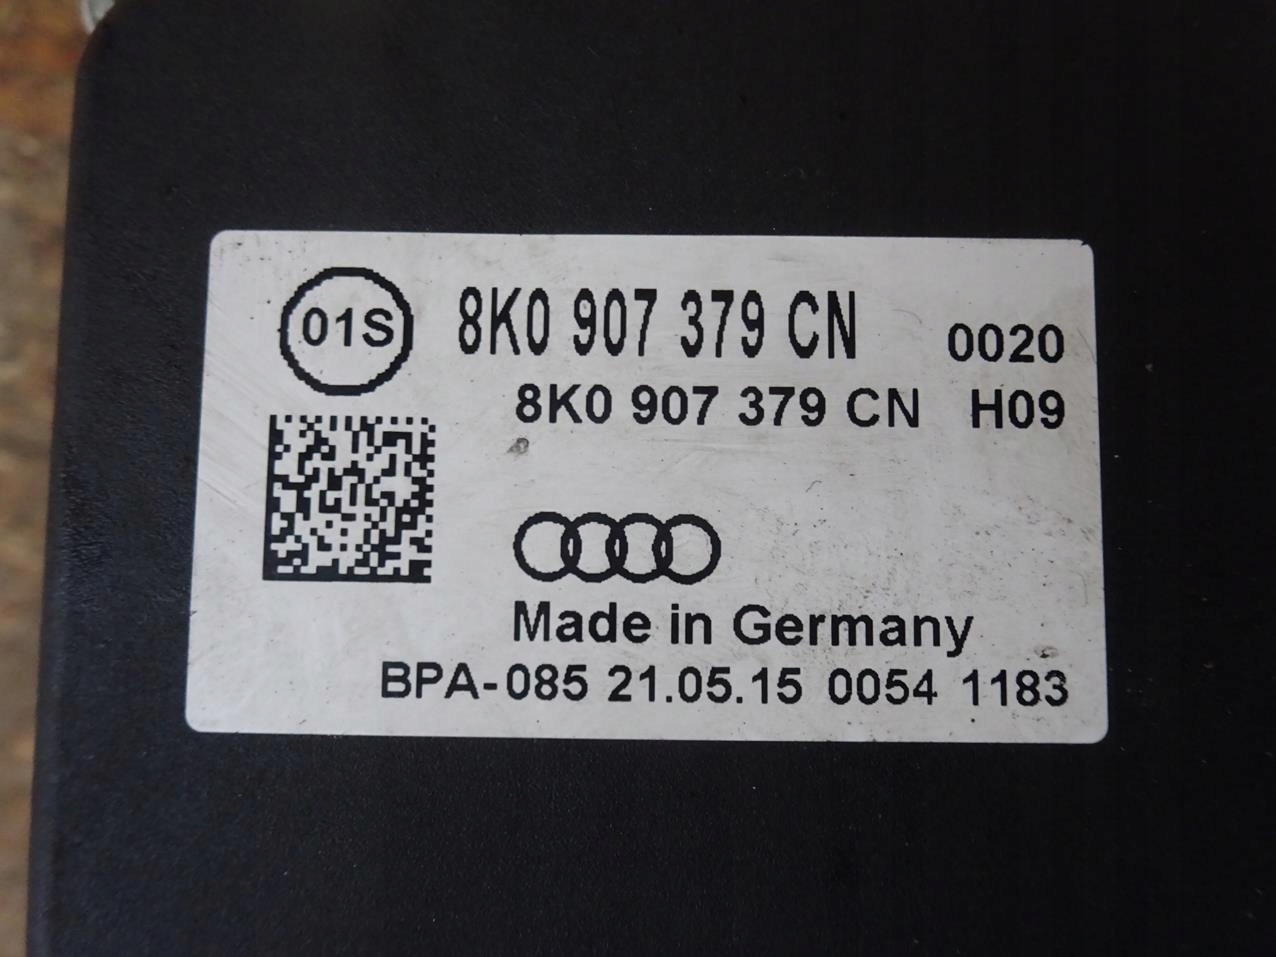 01S
8K0 907 379 CN 0020
8K0 907 379 CN H09
Made in Germany
BPA-085 21.05.15 0054 1183